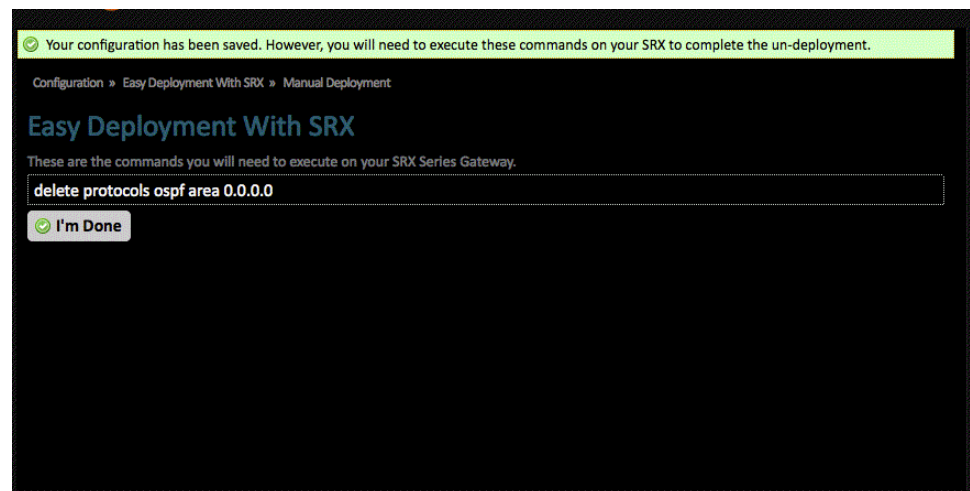 Your configuration has been saved. However, you will need to execute these commands on your SRX to complete the un-deployment.
Configuration » Easy Deployment With SRX » Manual Deployment
Easy Deployment With SRX
These are the commands you will need to execute on your SRX Series Gateway.
delete protocols ospf area 0.0.0.0
I'm Done